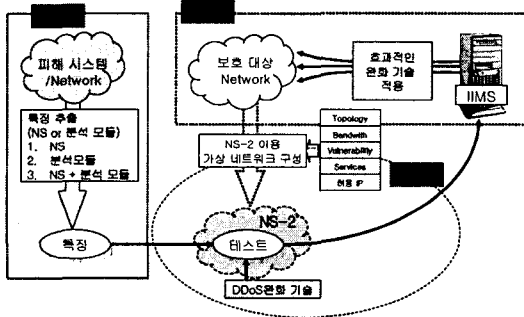 피해 시스템
/Network
특징 추출
(NS or 분석 모듈)
1. NS
2. 분석모듈
3. NS + 분석 모듈
특징
보호 대상
Network
효과적인
완화 기술
적용
IIMS
NS-2 이용
가상 네트워크 구성
Topology
Bandwith
Vulnerability
Services
허용 IP
NS-2
테스트
DDoS완화 기술